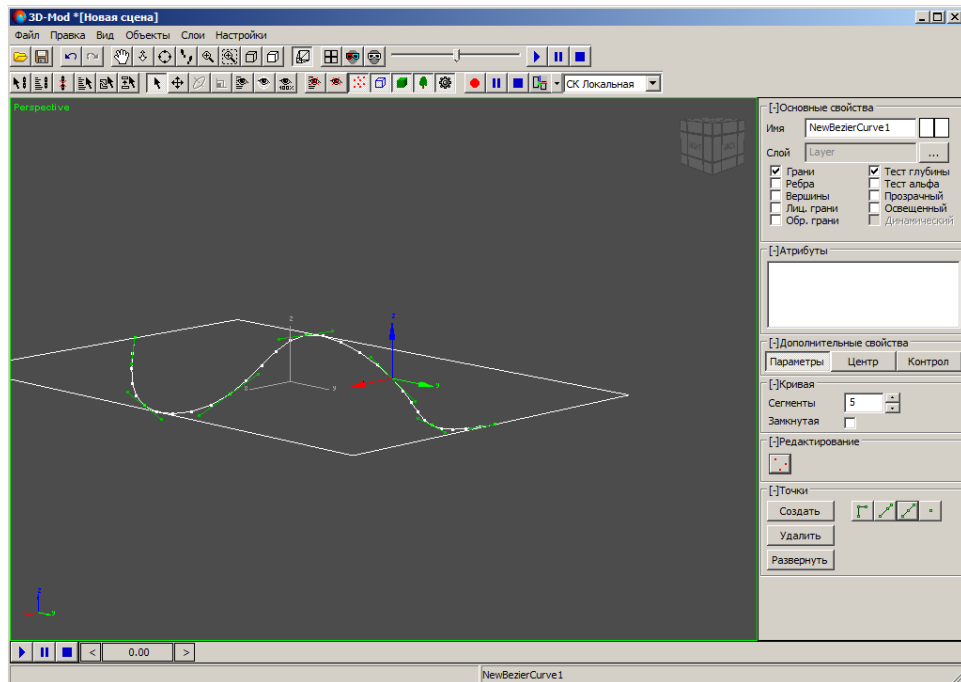 3D-Mod *[Новая сцена]
Файл Правка Вид Объекты Слои Настройки
100%
СК Локальная
Perspective
[-]Основные свойства
Имя NewBezierCurve1
Слой Layer ...
Грани Тест глубины
Ребра Тест альфа
Вершины Прозрачный
Лиц. грани Освещенный
Обр. грани Динамический
[-]Атрибуты
[-]Дополнительные свойства
Параметры Центр Контрол
[-]Кривая
Сегменты 5
Замкнутая
[-]Редактирование
[-]Точки
Создать
Удалить
Развернуть
z
x y
z
y
z
y
< 0.00 >
NewBezierCurve1